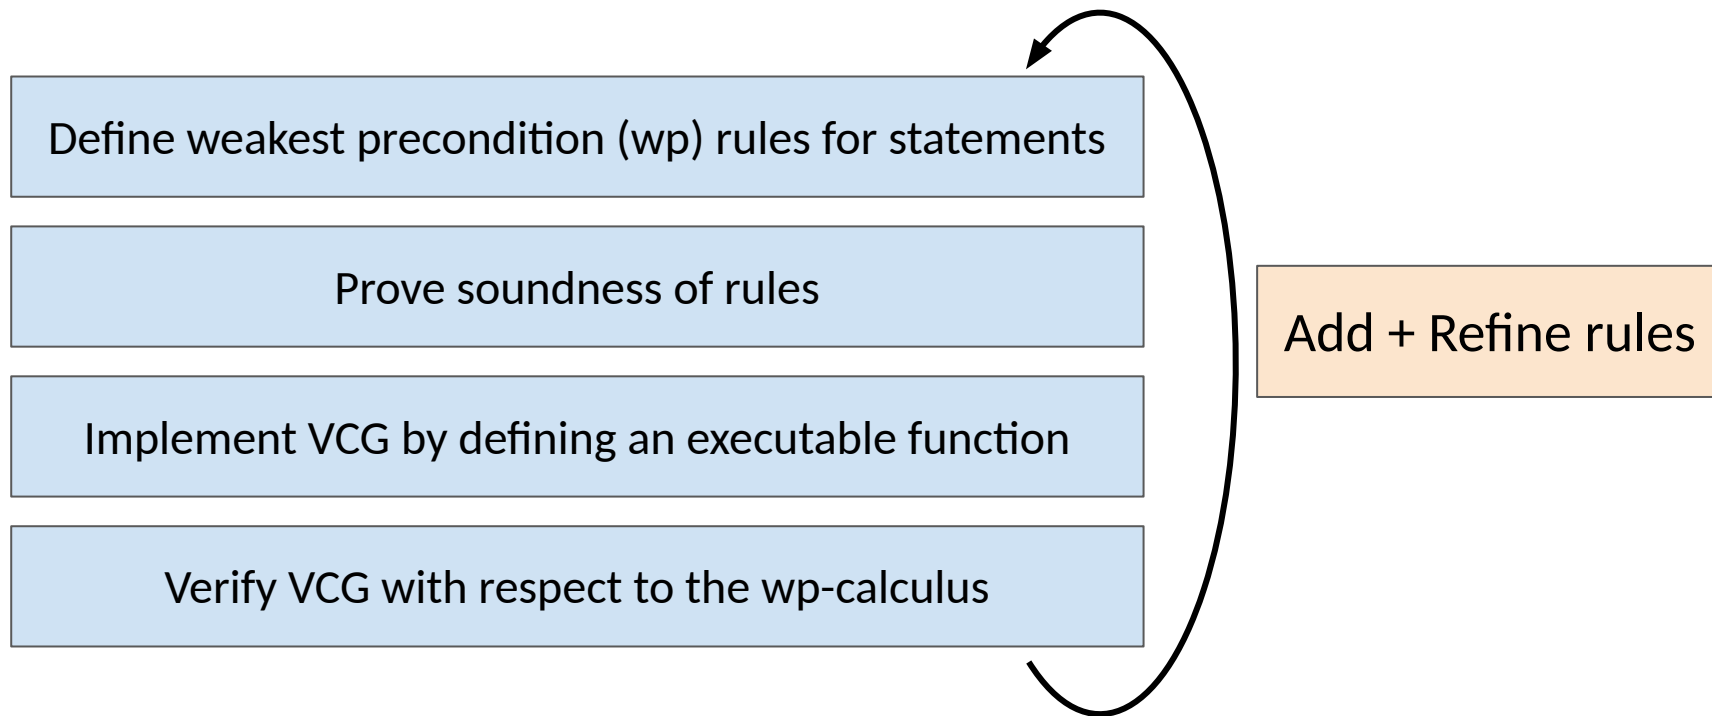 Define weakest precondition (wp) rules for statements
Prove soundness of rules
Add + Refine rules
Implement VCG by defining an executable function
Verify VCG with respect to the wp-calculus